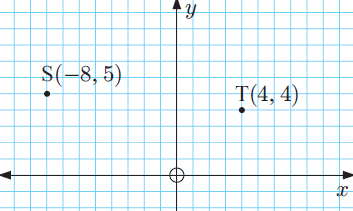 y
S(−8, 5)
T(4, 4)
x